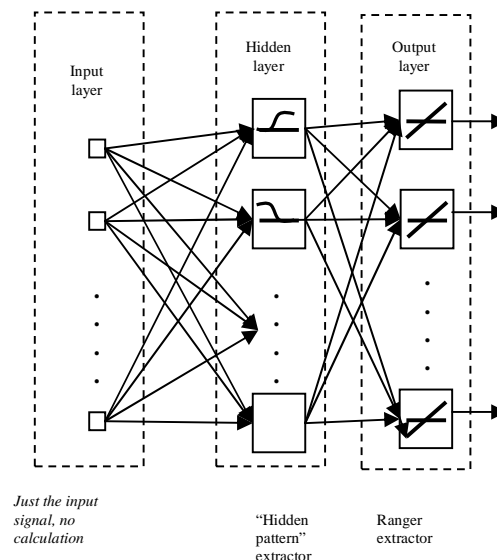 Input
layer
Hidden
layer
Output
layer
Just the input
signal, no
calculation
“Hidden
pattern”
extractor
Ranger
extractor